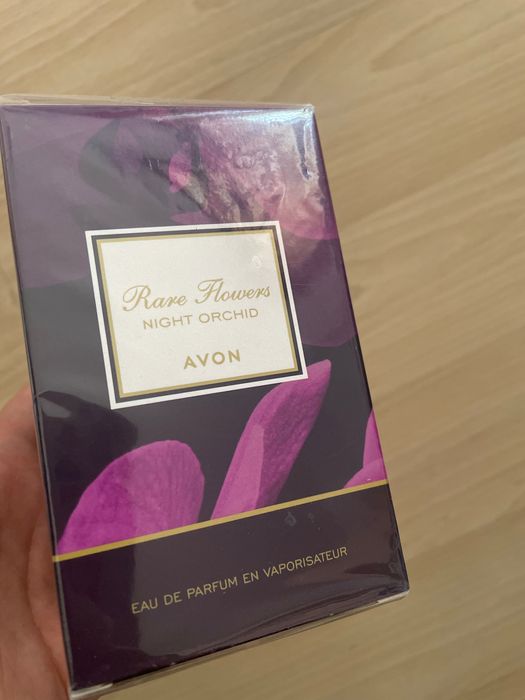 Rare Flowers
NIGHT ORCHID
AVON
EAU DE PARFUM EN VAPORISATEUR